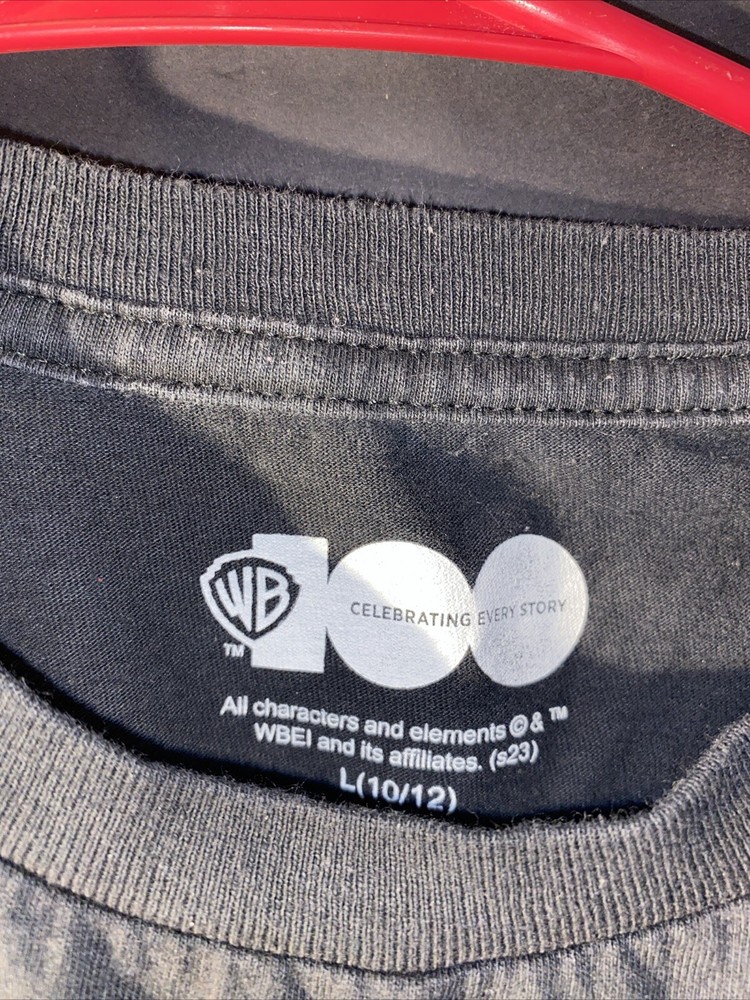 WB 100
CELEBRATING EVERY STORY
TM
All characters and elements © & ™
WBEI and its affiliates. (s23)
L(10/12)